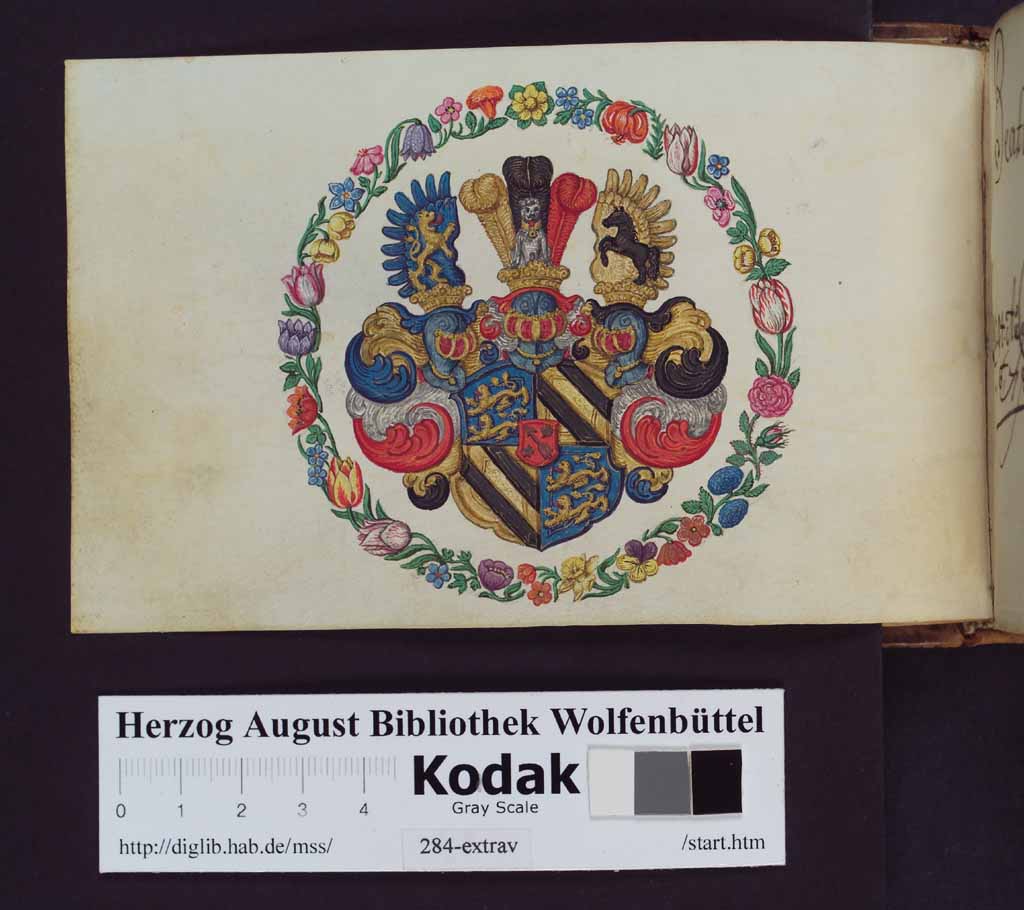 Herzog August Bibliothek Wolfenbüttel
0 1 2 3 4
Kodak
Gray Scale
http://diglib.hab.de/mss/ 284-extrav /start.htm